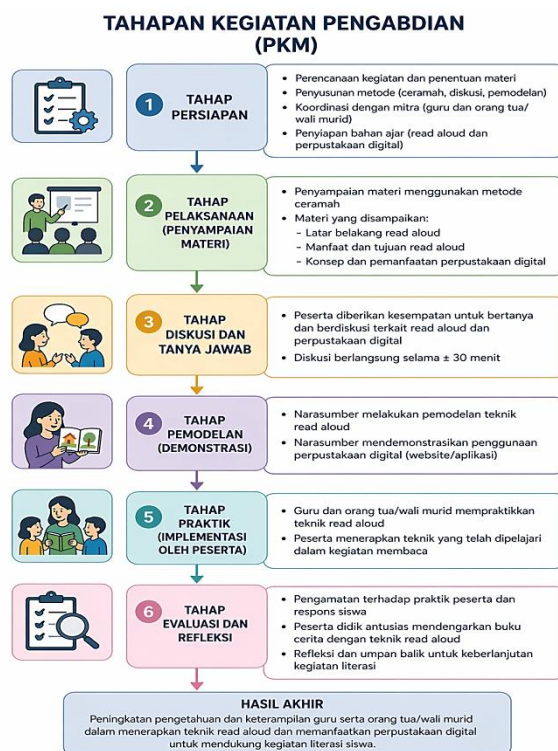 TAHAPAN KEGIATAN PENGABDIAN
(PKM)
1
TAHAP
PERSIAPAN
• Perencanaan kegiatan dan penentuan materi
• Penyusunan metode (ceramah, diskusi, pemodelan)
• Koordinasi dengan mitra (guru dan orang tua/
wali murid)
• Penyiapan bahan ajar (read aloud dan
perpustakaan digital)
2
TAHAP
PELAKSANAAN
(PENYAMPAIAN
MATERI)
• Penyampaian materi menggunakan metode
ceramah
• Materi yang disampaikan:
– Latar belakang read aloud
– Manfaat dan tujuan read aloud
– Konsep dan pemanfaatan perpustakaan digital
3
TAHAP
DISKUSI DAN
TANYA JAWAB
• Peserta diberikan kesempatan untuk bertanya
dan berdiskusi terkait read aloud dan
perpustakaan digital
• Diskusi berlangsung selama ± 30 menit
4
TAHAP
PEMODELAN
(DEMONSTRASI)
• Narasumber melakukan pemodelan teknik
read aloud
• Narasumber mendemonstrasikan penggunaan
perpustakaan digital (website/aplikasi)
5
TAHAP
PRAKTIK
(IMPLEMENTASI
OLEH PESERTA)
• Guru dan orang tua/wali murid mempraktikkan
teknik read aloud
• Peserta menerapkan teknik yang telah dipelajari
dalam kegiatan membaca
6
TAHAP
EVALUASI DAN
REFLEKSI
• Pengamatan terhadap praktik peserta dan
respons siswa
• Peserta didik antusias mendengarkan buku
cerita dengan teknik read aloud
• Refleksi dan umpan balik untuk keberlanjutan
kegiatan literasi
HASIL AKHIR
Peningkatan pengetahuan dan keterampilan guru serta orang tua/wali murid
dalam menerapkan teknik read aloud dan memanfaatkan perpustakaan digital
untuk mendukung kegiatan literasi siswa.